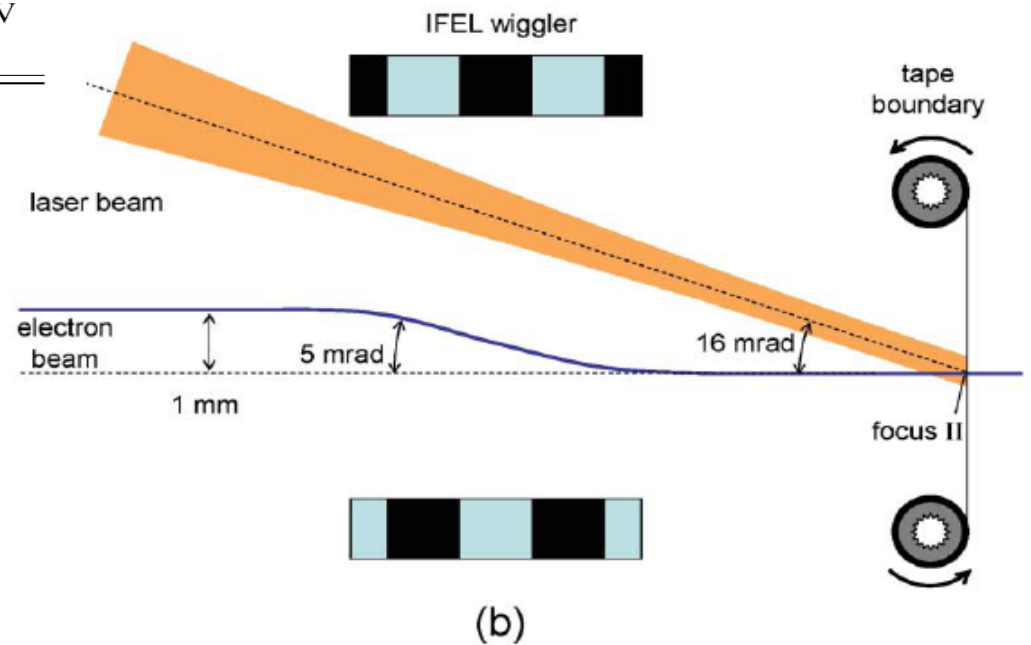 V
IFEL wiggler
tape
boundary
laser beam
electron
beam
5 mrad
16 mrad
1 mm
focus II
(b)